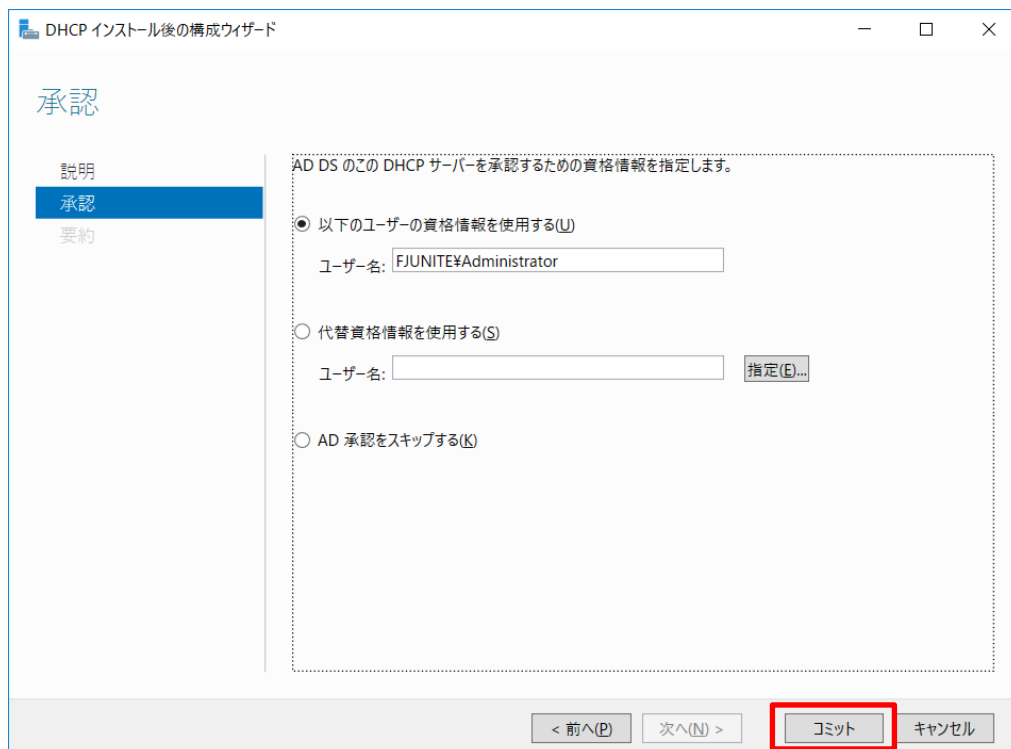 DHCP インストール後の構成ウィザード
承認
説明
承認
要約
AD DS のこの DHCP サーバーを承認するための資格情報を指定します。
以下のユーザーの資格情報を使用する(U)
ユーザー名: FJUNITE¥Administrator
代替資格情報を使用する(S)
ユーザー名:
指定(E)...
AD 承認をスキップする(K)
< 前へ(P) 次へ(N) > コミット キャンセル